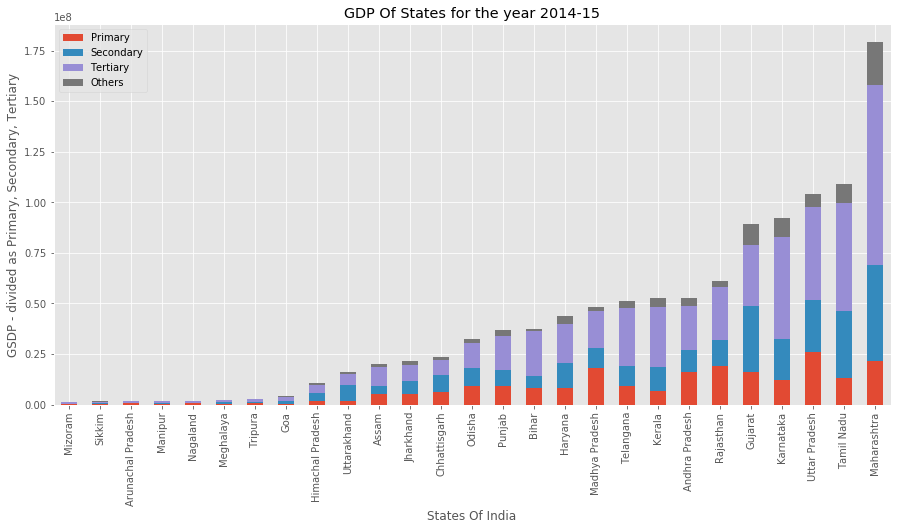 GDP Of States for the year 2014-15
1e8
Primary
Secondary
Tertiary
Others
GSDP - divided as Primary, Secondary, Tertiary
1.75
1.50
1.25
1.00
0.75
0.50
0.25
0.00
Mizoram
Sikkim
Arunachal Pradesh
Manipur
Nagaland
Meghalaya
Tripura
Goa
Himachal Pradesh
Uttarakhand
Assam
Jharkhand
Chhattisgarh
Odisha
Punjab
Bihar
Haryana
Madhya Pradesh
Telangana
Kerala
Andhra Pradesh
Rajasthan
Gujarat
Karnataka
Uttar Pradesh
Tamil Nadu
Maharashtra
States Of India